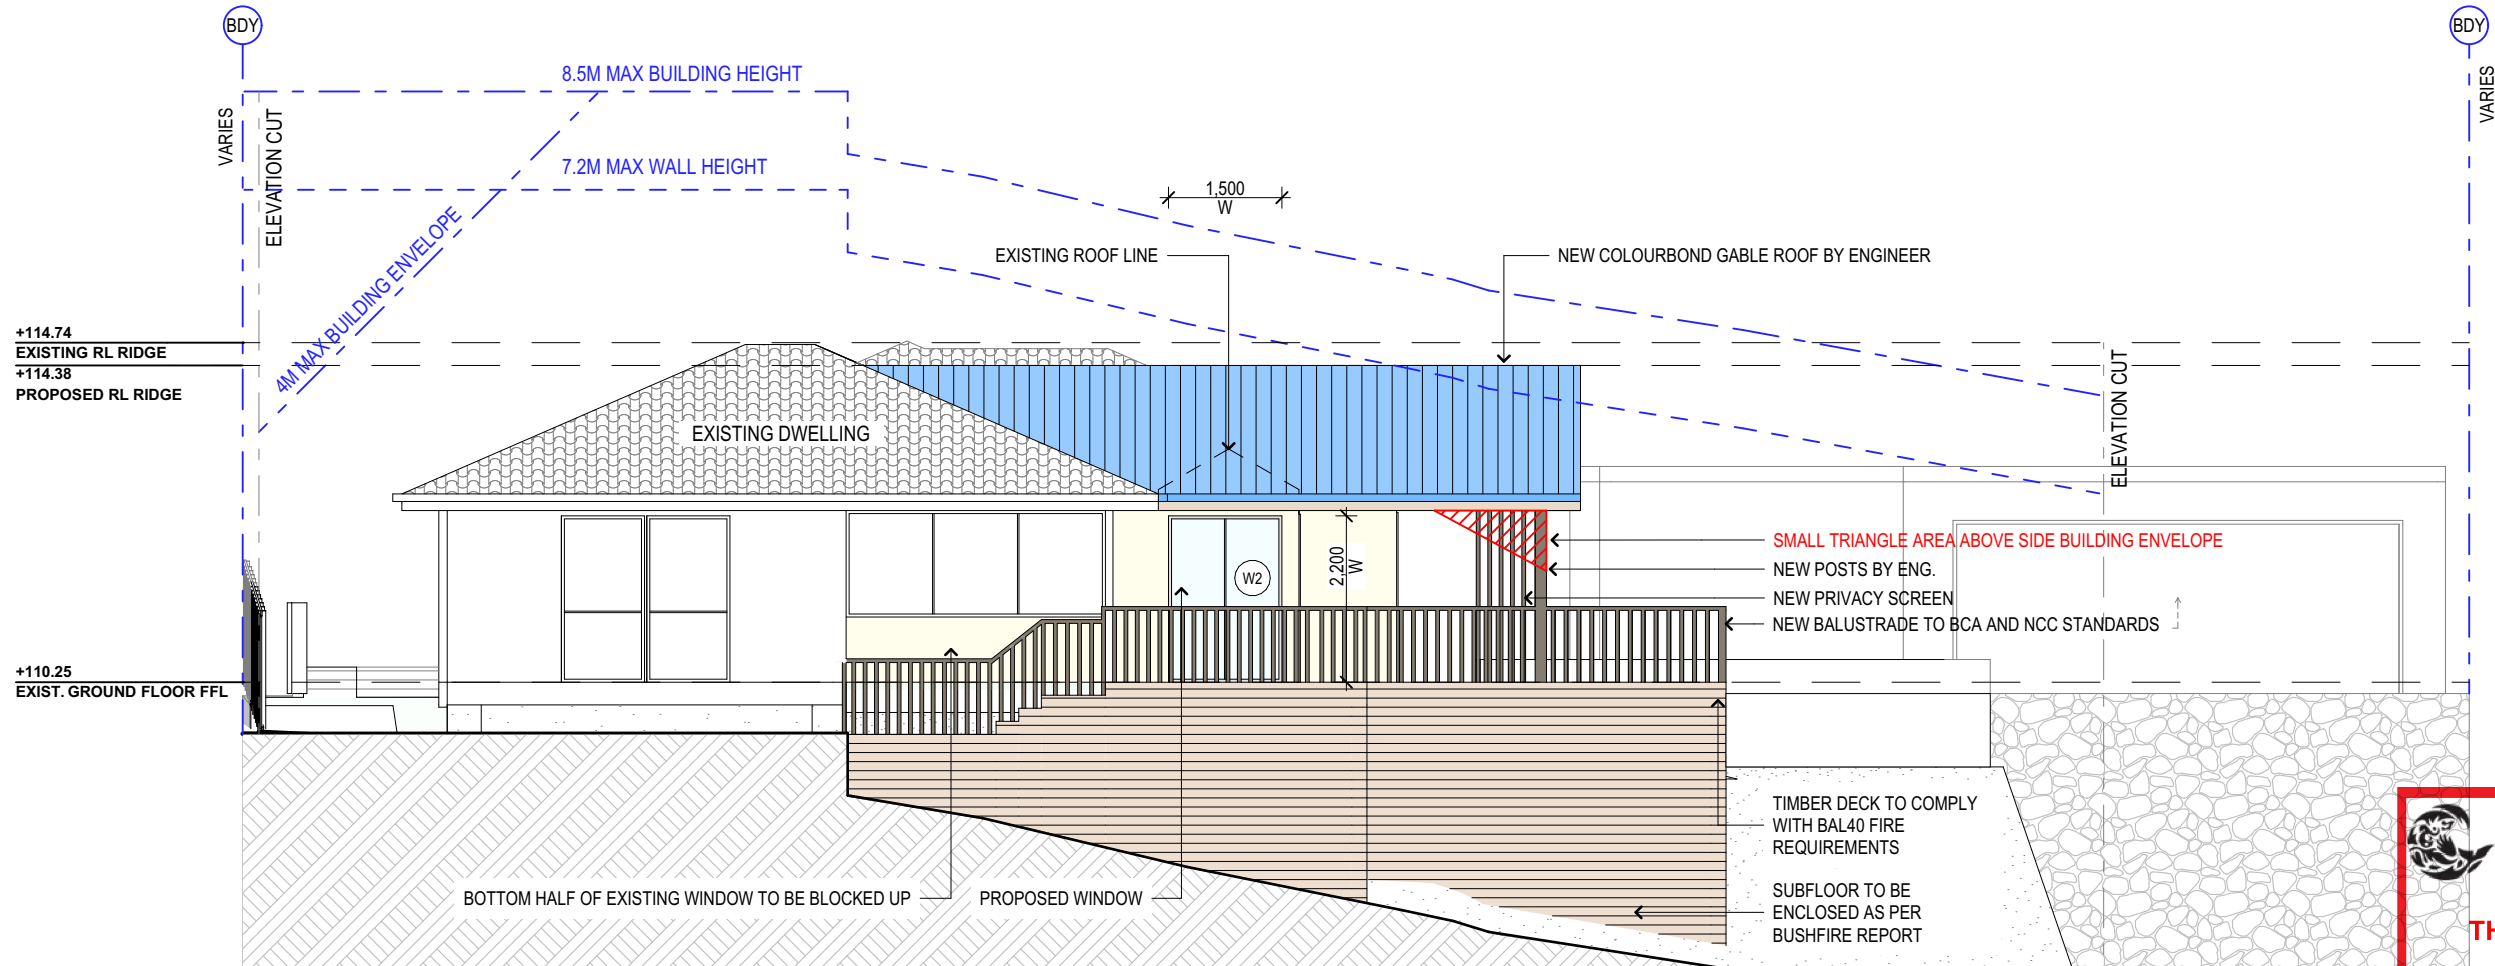 BDY
BDY
8.5M MAX BUILDING HEIGHT
VARIES
ELEVATION CUT
VARIES
7.2M MAX WALL HEIGHT
1,500
W
4M MAX BUILDING ENVELOPE
EXISTING ROOF LINE
NEW COLOURBOND GABLE ROOF BY ENGINEER
+114.74
EXISTING RL RIDGE
+114.38
PROPOSED RL RIDGE
ELEVATION CUT
EXISTING DWELLING
SMALL TRIANGLE AREA ABOVE SIDE BUILDING ENVELOPE
2,200
W
W2
NEW POSTS BY ENG.
NEW PRIVACY SCREEN
NEW BALUSTRADE TO BCA AND NCC STANDARDS
+110.25
EXIST. GROUND FLOOR FFL
TIMBER DECK TO COMPLY
WITH BAL40 FIRE
REQUIREMENTS
BOTTOM HALF OF EXISTING WINDOW TO BE BLOCKED UP
PROPOSED WINDOW
SUBFLOOR TO BE
ENCLOSED AS PER
BUSHFIRE REPORT